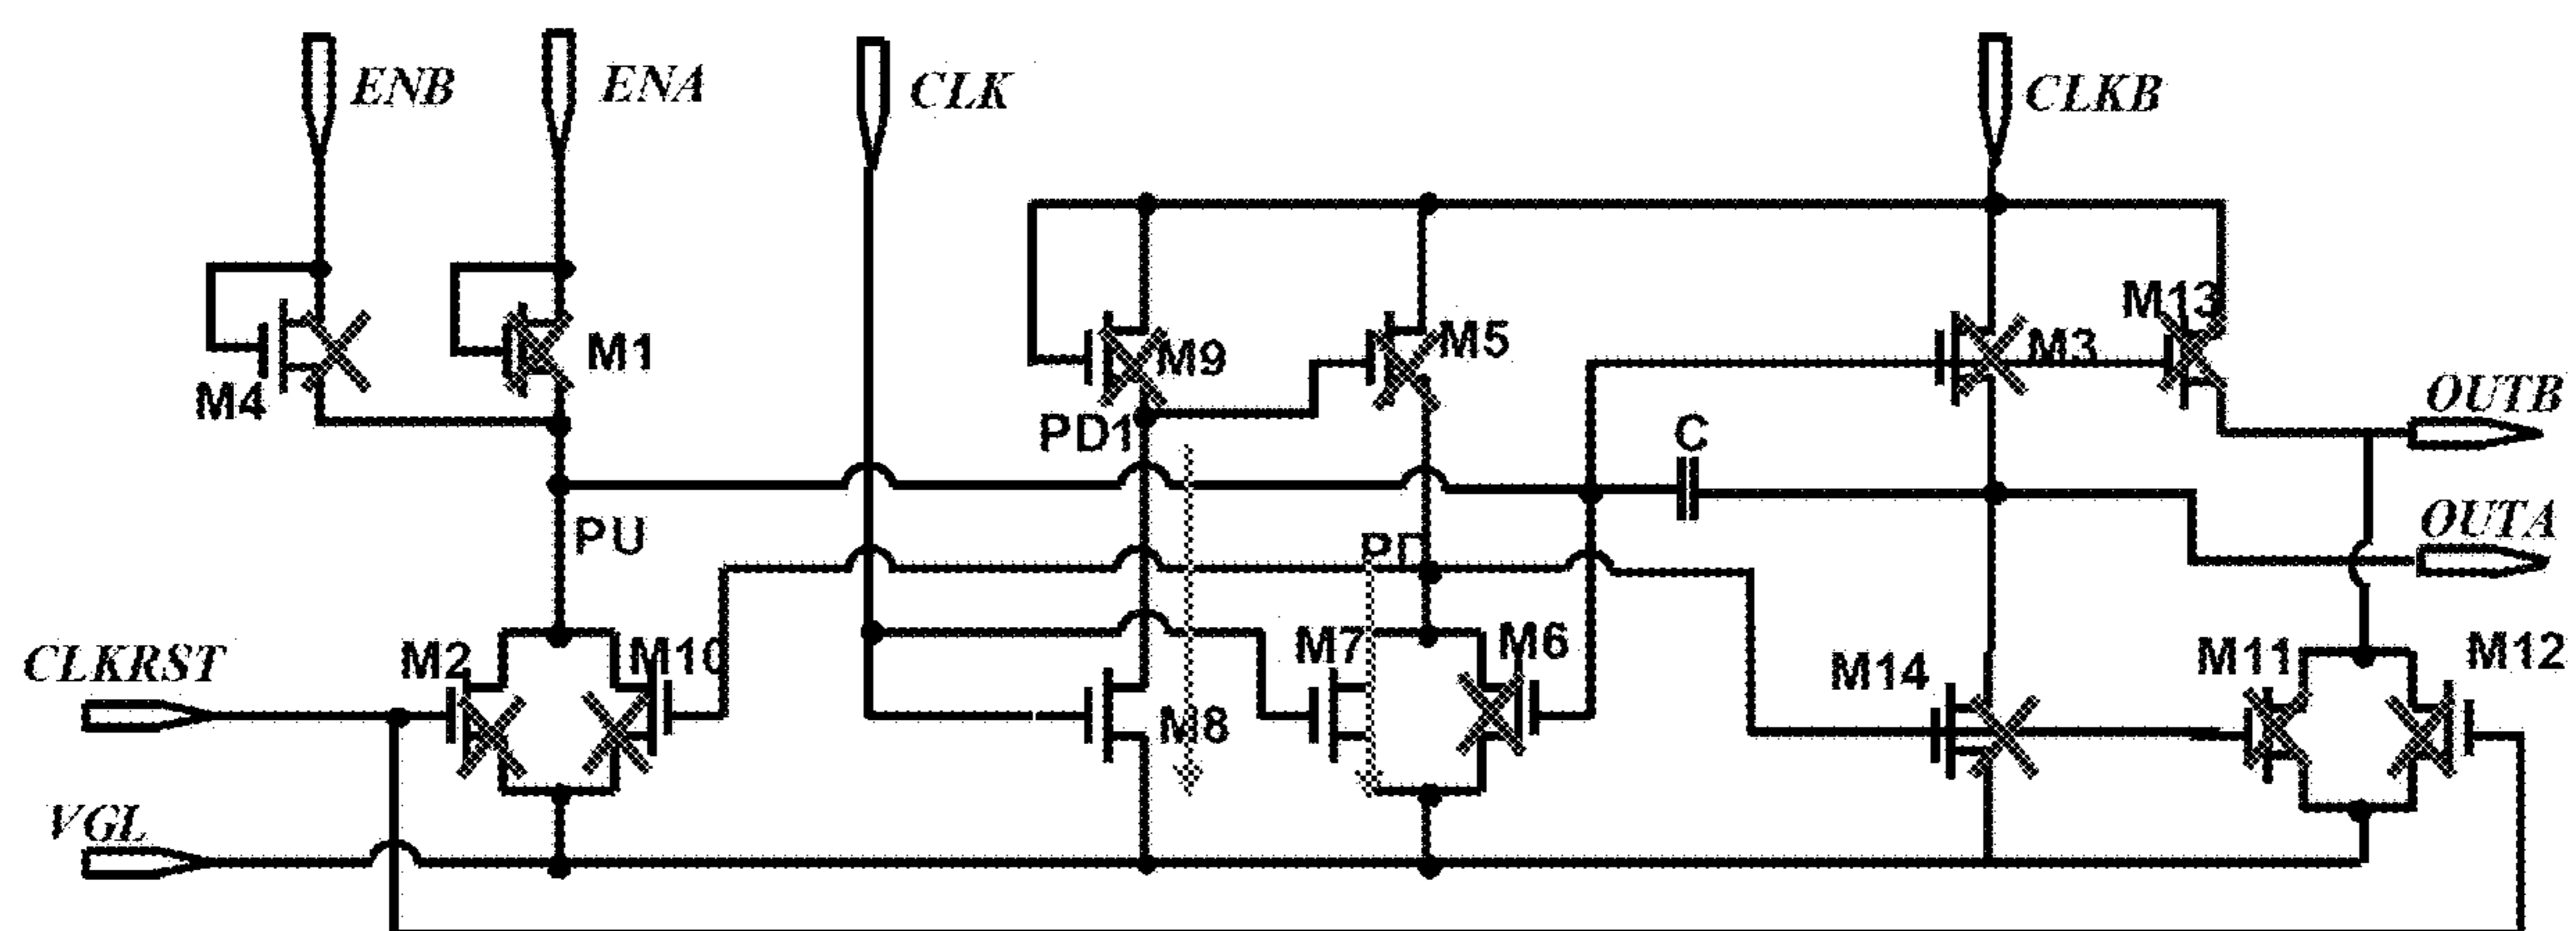 ENB
ENA
CLK
CLKB
M4
M1
M9
M5
M3
M13
PD1
C
OUTB
OUTA
PU
PD
CLKRST
M2
M10
M7
M6
M8
M14
M11
M12
VGL